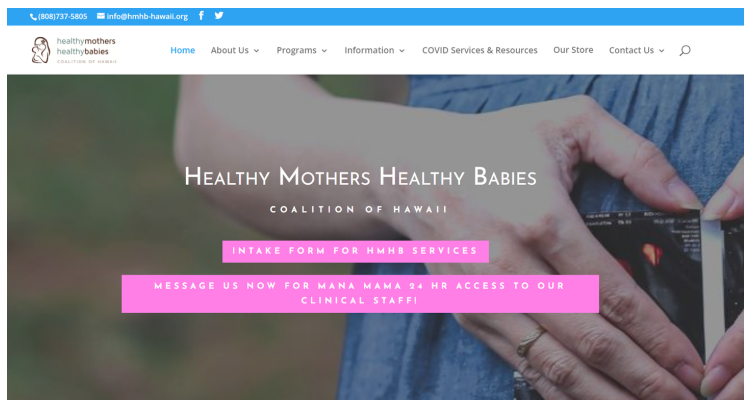 (808)737-5805 info@hmhb-hawaii.org
healthymothers
healthybabies
COALITION OF HAWAII
Home About Us Programs Information COVID Services & Resources Our Store Contact Us
HEALTHY MOTHERS HEALTHY BABIES
COALITION OF HAWAII
INTAKE FORM FOR HMHB SERVICES
MESSAGE US NOW FOR MANA MAMA 24 HR ACCESS TO OUR
CLINICAL STAFF!